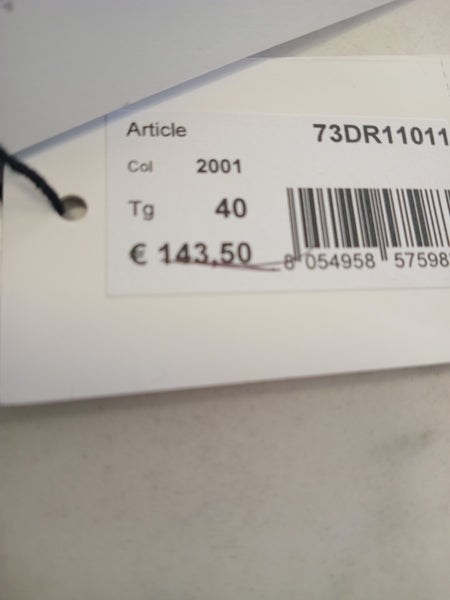 Article 73DR11011
Col 2001
Tg 40
€ 143,50
8 054958 57598